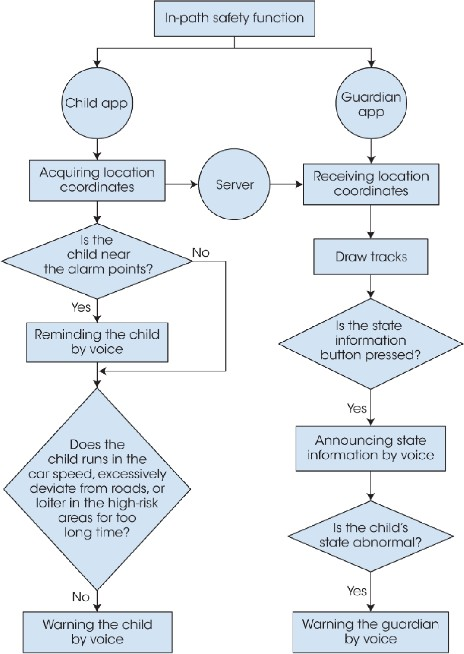 In-path safety function
Child app
Guardian
app
Acquiring location
coordinates
Server
Receiving location
coordinates
Is the
child near
the alarm points?
No
Draw tracks
Yes
Reminding the child
by voice
Is the state
information
button pressed?
Yes
Does the
child runs in the
car speed, excessively
deviate from roads, or
loiter in the high-risk
areas for too
long time?
Announcing state
information by voice
Is the child's
state abnormal?
No
Yes
Warning the child
by voice
Warning the guardian
by voice